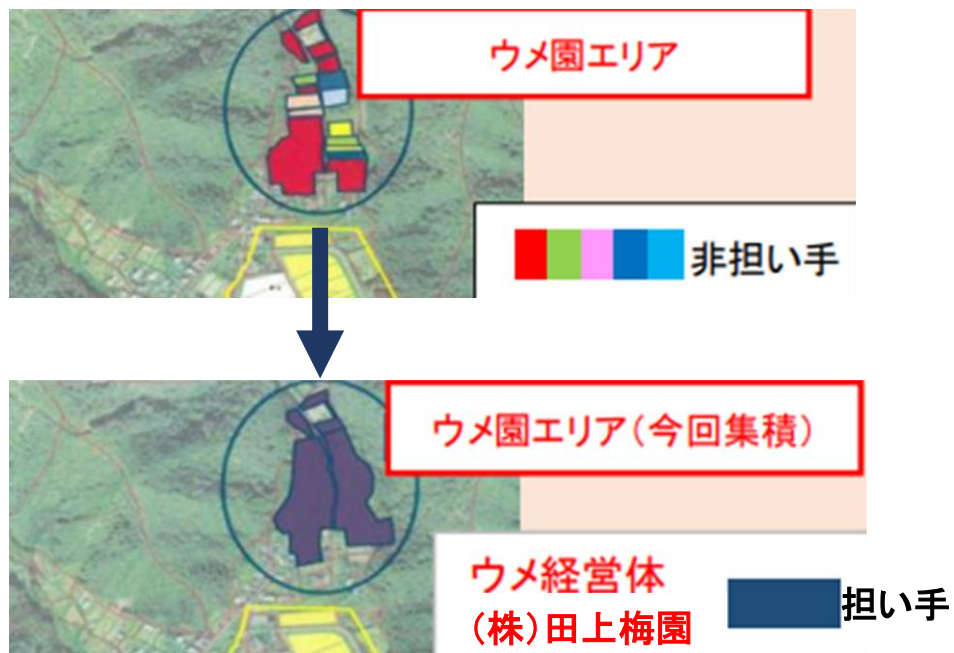 ウメ園エリア
非担い手
ウメ園エリア（今回集積）
ウメ経営体
（株）田上梅園
担い手